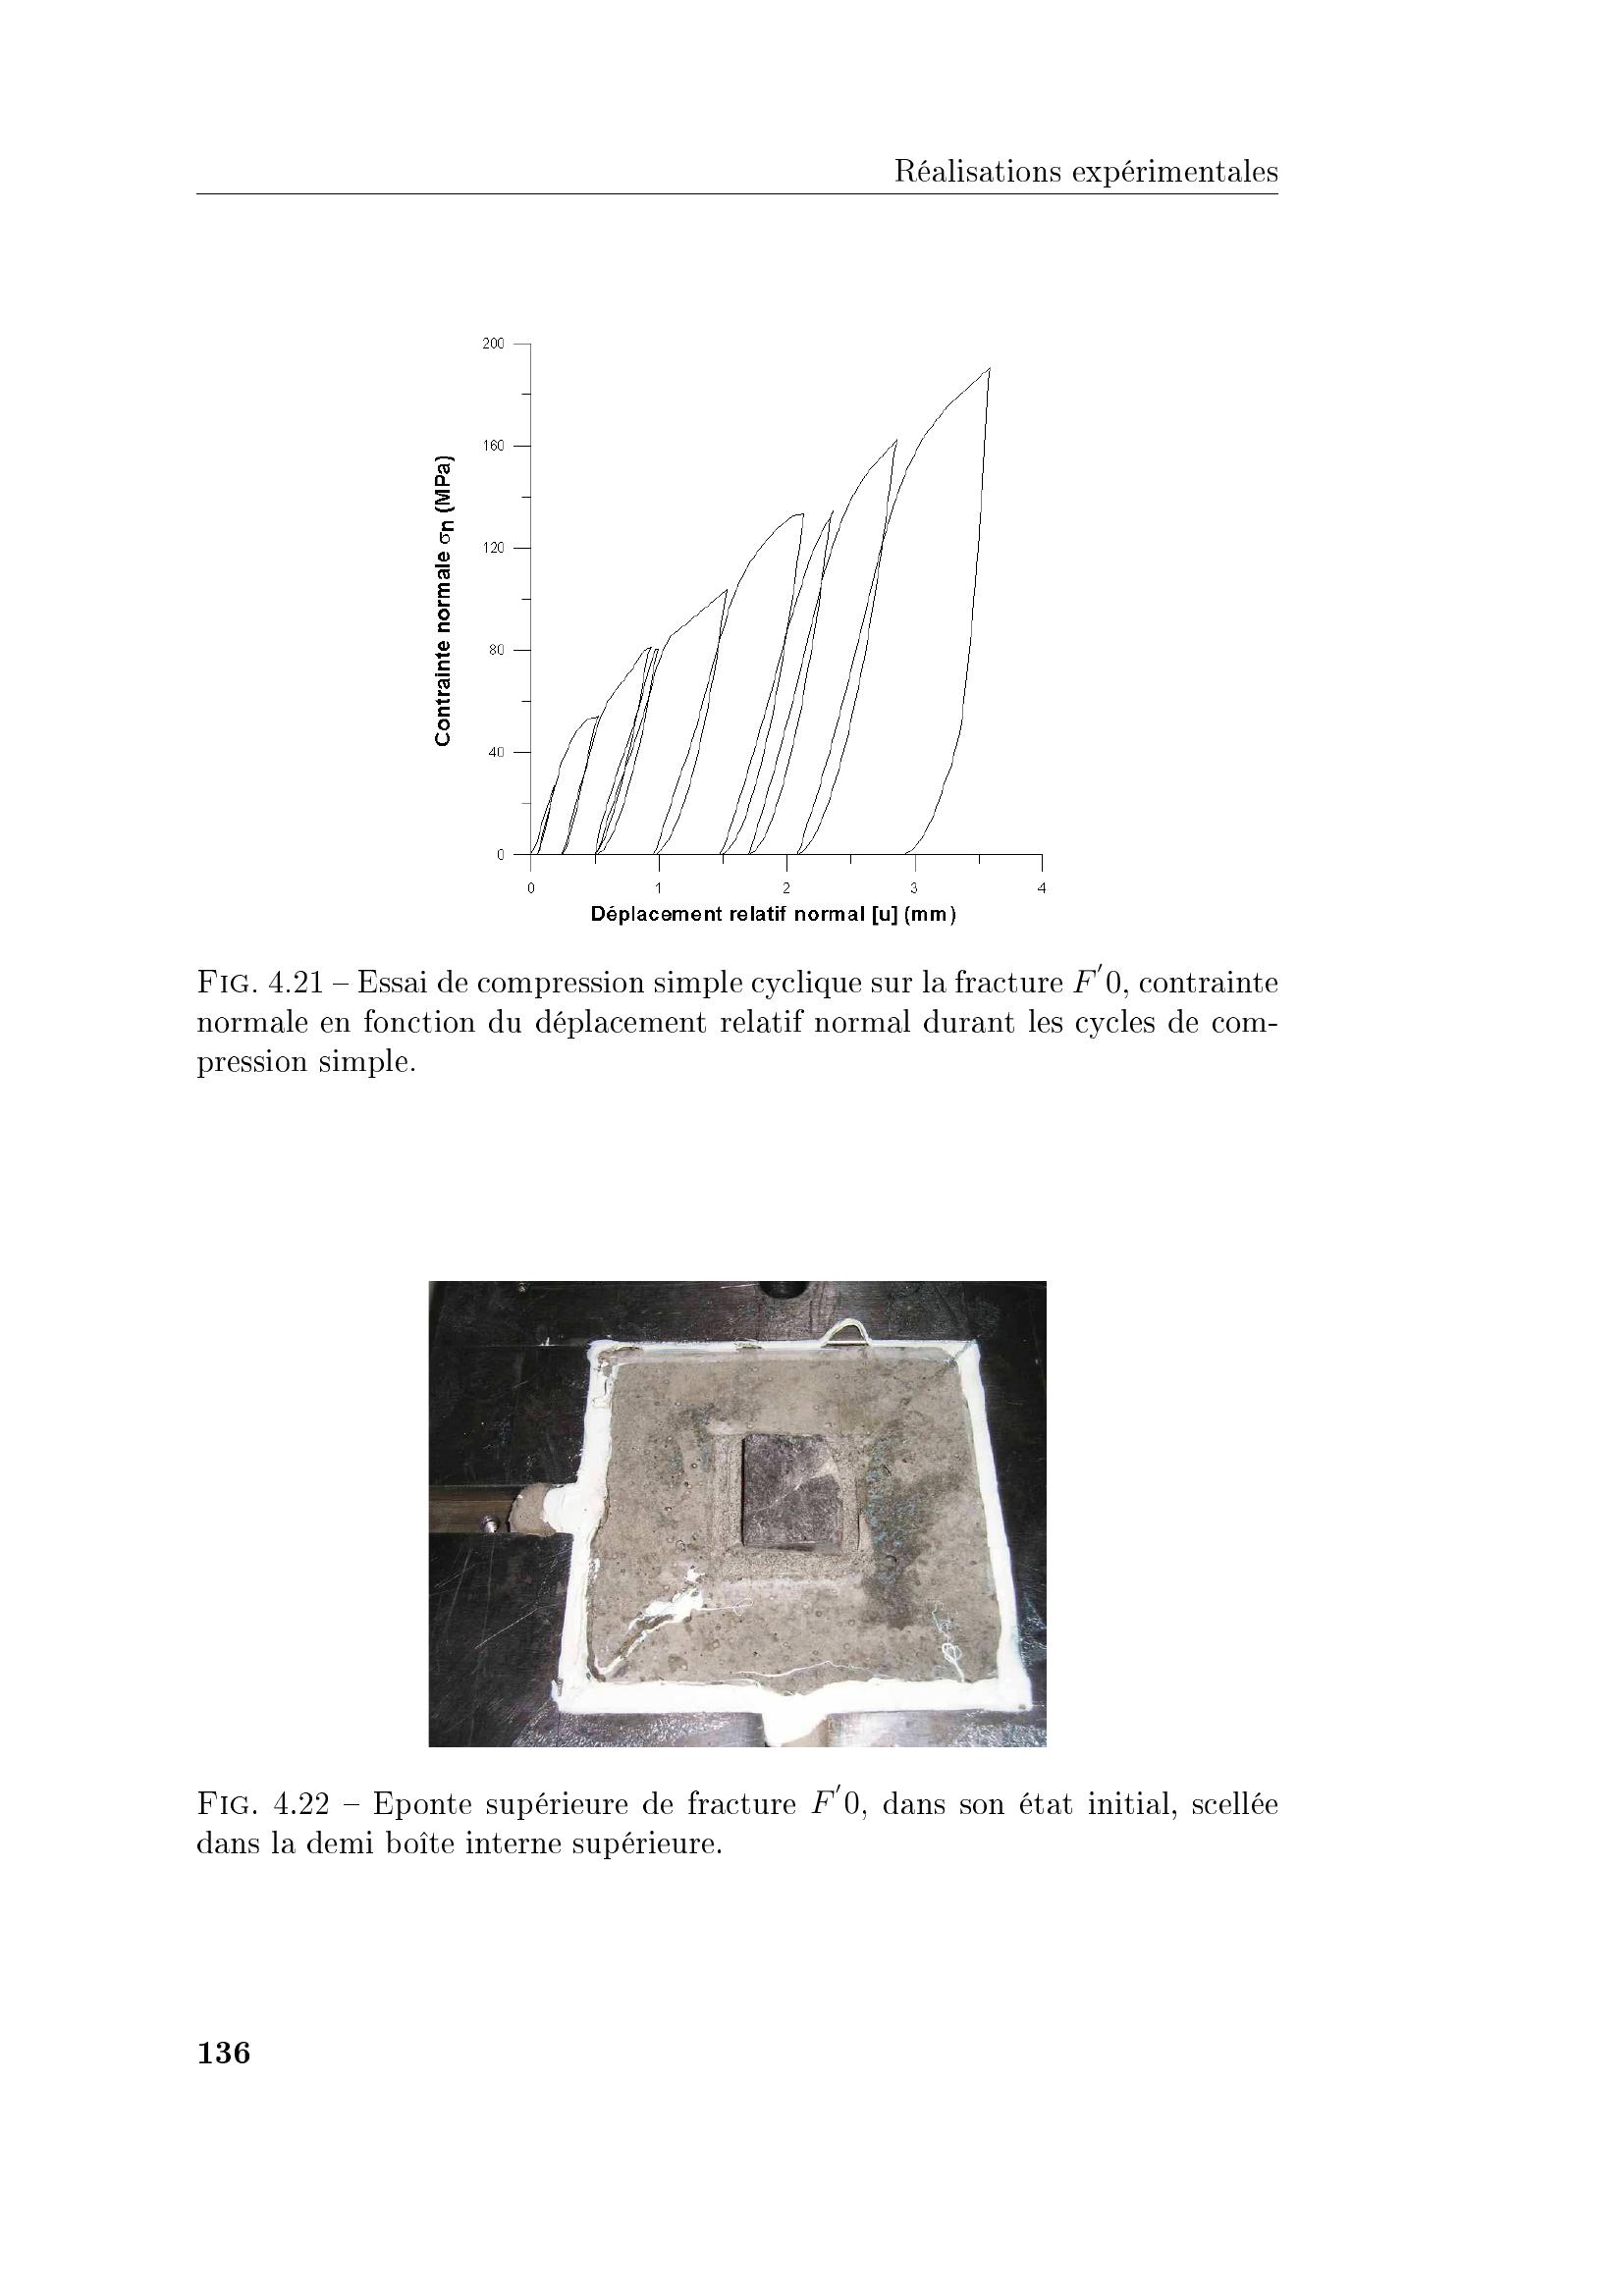 Réalisations expérimentales
200
160
120
80
40
0
0 1 2 3 4
Contrainte normale σn (MPa)
Déplacement relatif normal [u] (mm)
FIG. 4.21 – Essai de compression simple cyclique sur la fracture F′0, contrainte
normale en fonction du déplacement relatif normal durant les cycles de com-
pression simple.
FIG. 4.22 – Eponte supérieure de fracture F′0, dans son état initial, scellée
dans la demi boîte interne supérieure.
136